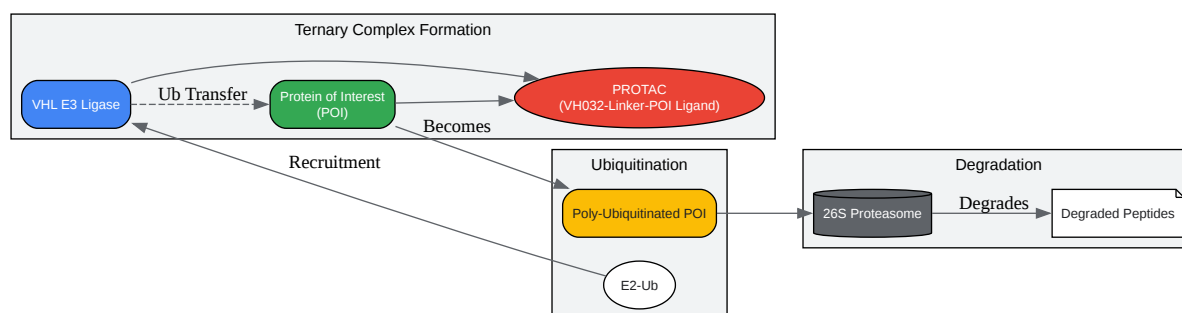 Ternary Complex Formation
VHL E3 Ligase
Ub Transfer
Protein of Interest
(POI)
PROTAC
(VH032-Linker-POI Ligand)
Becomes
Recruitment
Ubiquitination
Poly-Ubiquitinated POI
E2-Ub
Degradation
26S Proteasome
Degrades
Degraded Peptides